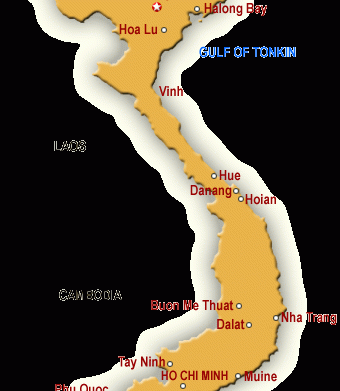 Halong Bay
Hoa Lu
GULF OF TONKIN
Vinh
LAOS
Hue
Danang
Hoian
CAMBODIA
Buon Me Thuat
Nha Trang
Dalat
Tay Ninh
HO CHI MINH
Muine
Phu Quoc